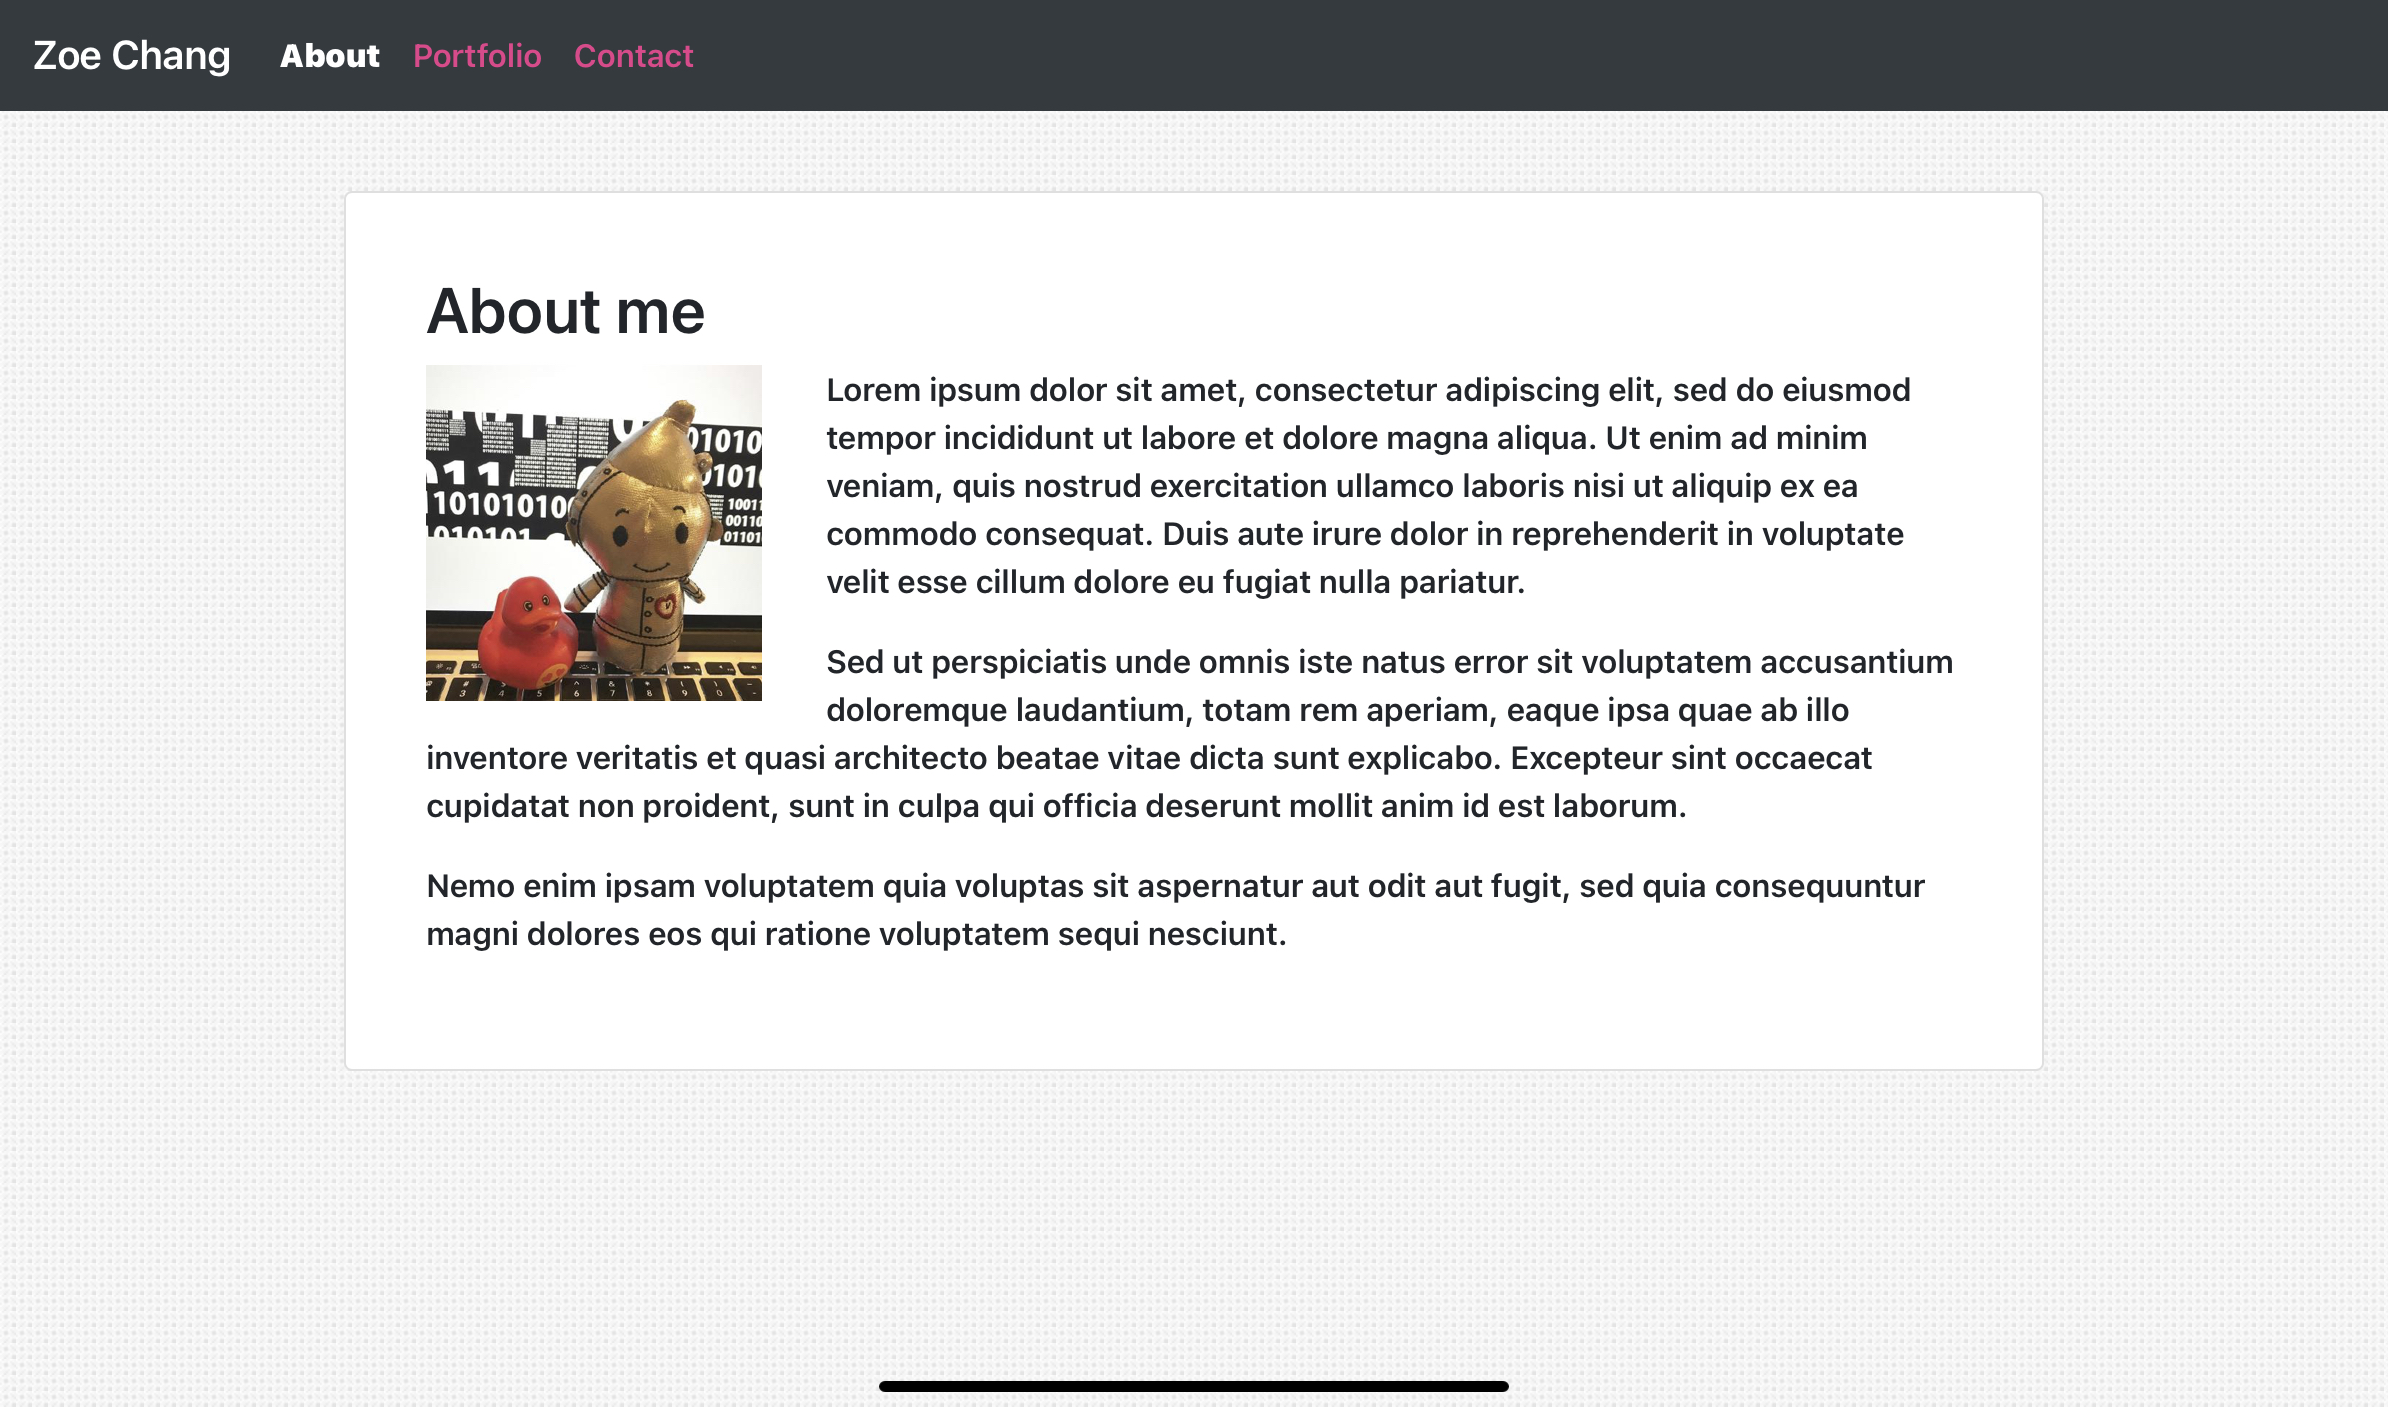 Zoe Chang About Portfolio Contact
About me
Lorem ipsum dolor sit amet, consectetur adipiscing elit, sed do eiusmod
tempor incididunt ut labore et dolore magna aliqua. Ut enim ad minim
veniam, quis nostrud exercitation ullamco laboris nisi ut aliquip ex ea
commodo consequat. Duis aute irure dolor in reprehenderit in voluptate
velit esse cillum dolore eu fugiat nulla pariatur.
Sed ut perspiciatis unde omnis iste natus error sit voluptatem accusantium
doloremque laudantium, totam rem aperiam, eaque ipsa quae ab illo
inventore veritatis et quasi architecto beatae vitae dicta sunt explicabo. Excepteur sint occaecat
cupidatat non proident, sunt in culpa qui officia deserunt mollit anim id est laborum.
Nemo enim ipsam voluptatem quia voluptas sit aspernatur aut odit aut fugit, sed quia consequuntur
magni dolores eos qui ratione voluptatem sequi nesciunt.